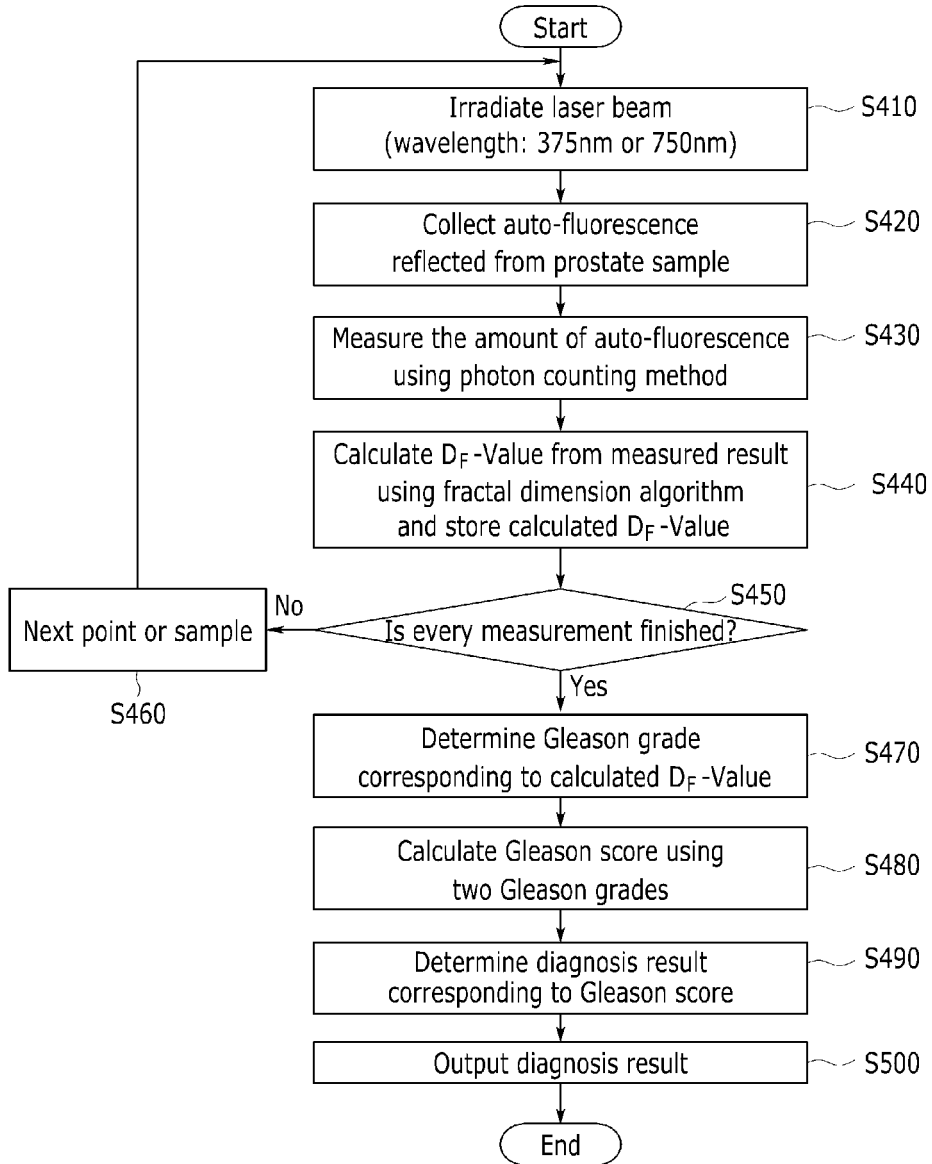 Start
Irradiate laser beam
(wavelength: 375nm or 750nm)
S410
Collect auto-fluorescence
reflected from prostate sample
S420
Measure the amount of auto-fluorescence
using photon counting method
S430
Calculate DF-Value from measured result
using fractal dimension algorithm
and store calculated DF-Value
S440
Is every measurement finished?
S450
No
Next point or sample
S460
Yes
Determine Gleason grade
corresponding to calculated DF-Value
S470
Calculate Gleason score using
two Gleason grades
S480
Determine diagnosis result
corresponding to Gleason score
S490
Output diagnosis result
S500
End